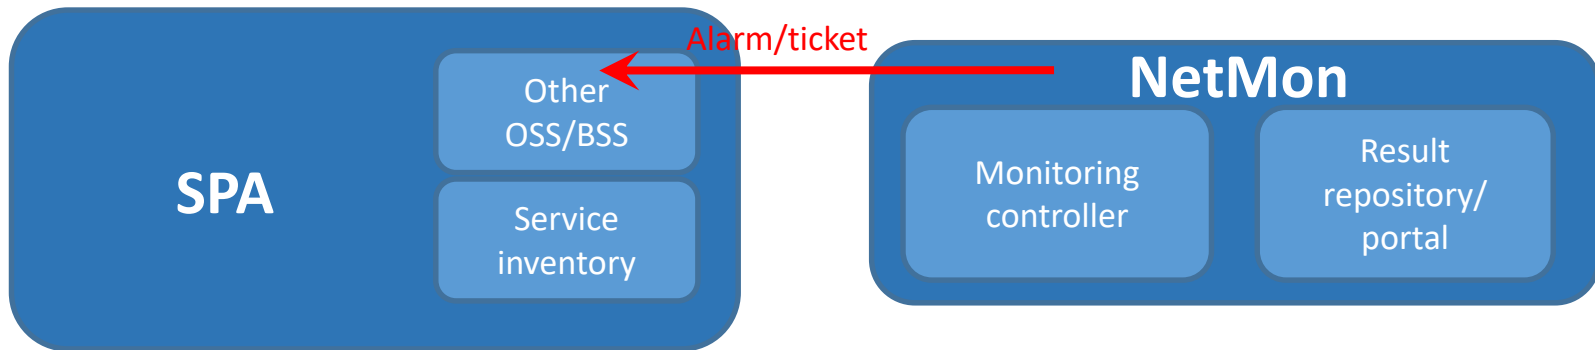 SPA
Other
OSS/BSS
Service
inventory
Alarm/ticket
NetMon
Monitoring
controller
Result
repository/
portal